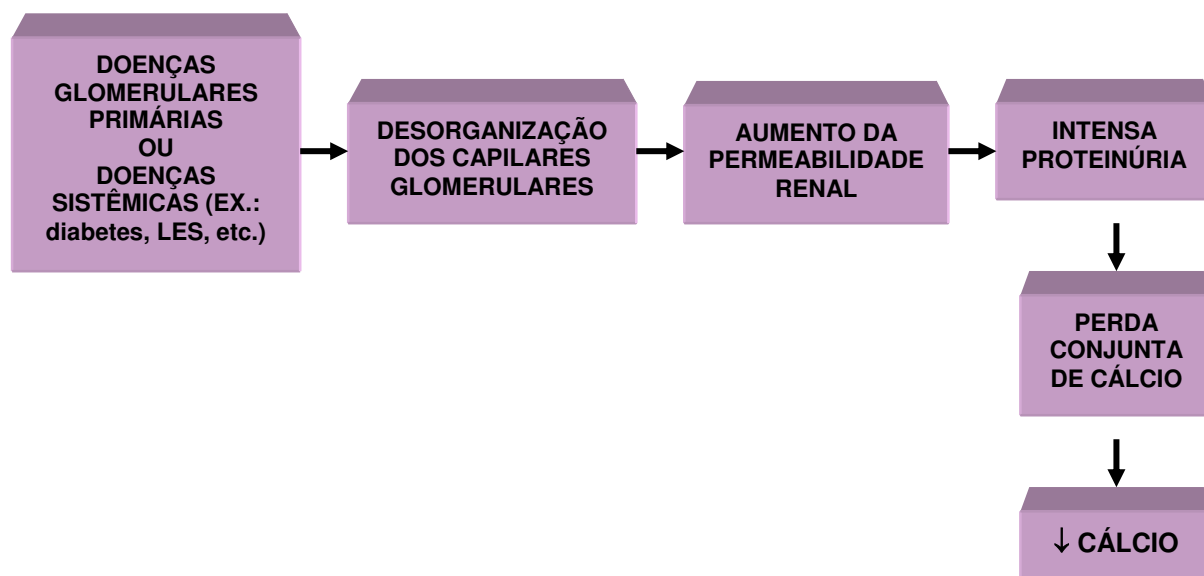 DOENÇAS
GLOMERULARES
PRIMÁRIAS
OU
DOENÇAS
SISTÊMICAS (EX.:
diabetes, LES, etc.)
DESORGANIZAÇÃO
DOS CAPILARES
GLOMERULARES
AUMENTO DA
PERMEABILIDADE
RENAL
INTENSA
PROTEINÚRIA
PERDA
CONJUNTA
DE CÁLCIO
↓ CÁLCIO